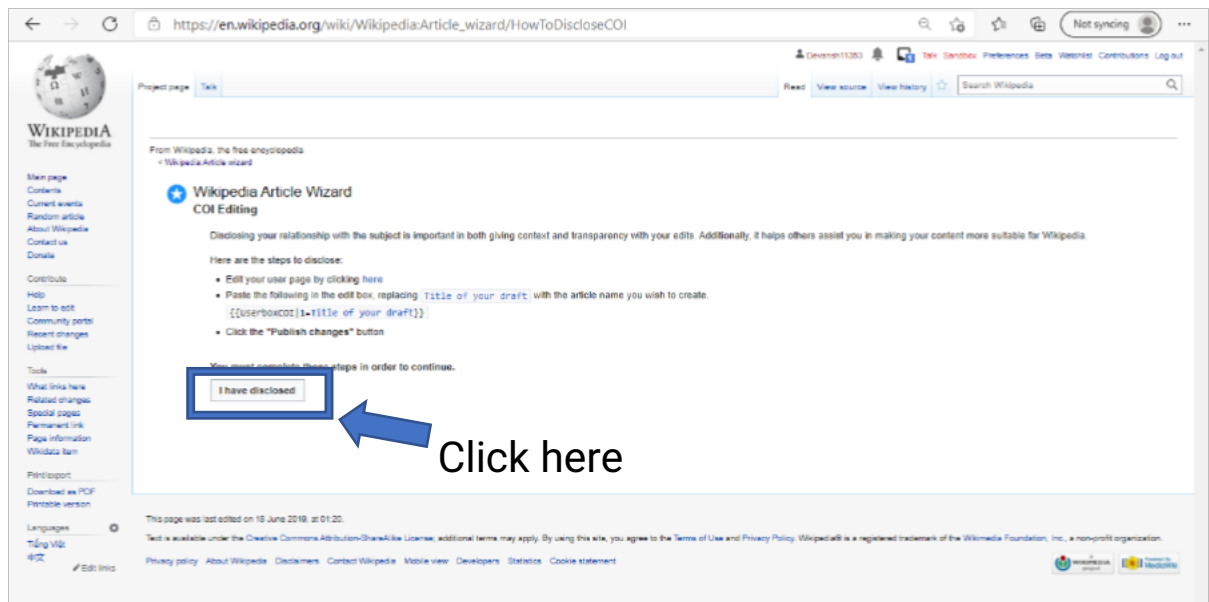 https://en.wikipedia.org/wiki/Wikipedia:Article_wizard/HowToDiscloseCOI
Not syncing
Devansh11353 Talk Sandbox Preferences Beta Watchlist Contributions Log out
Project page Talk Read View source View history Search Wikipedia
WIKIPEDIA
The Free Encyclopedia
From Wikipedia, the free encyclopedia
< Wikipedia:Article wizard
Main page
Contents
Current events
Random article
About Wikipedia
Contact us
Donate
Contribute
Help
Learn to edit
Community portal
Recent changes
Upload file
Tools
What links here
Related changes
Special pages
Permanent link
Page information
Wikidata item
Print/export
Download as PDF
Printable version
Languages
Tiếng Việt
中文
Edit links
Wikipedia Article Wizard
COI Editing
Disclosing your relationship with the subject is important in both giving context and transparency with your edits. Additionally, it helps others assist you in making your content more suitable for Wikipedia.
Here are the steps to disclose:
Edit your user page by clicking here
Paste the following in the edit box, replacing Title of your draft with the article name you wish to create.
{{userboxCOI|1=Title of your draft}}
Click the "Publish changes" button
You must complete these steps in order to continue.
I have disclosed
Click here
This page was last edited on 18 June 2019, at 01:20.
Text is available under the Creative Commons Attribution-ShareAlike License; additional terms may apply. By using this site, you agree to the Terms of Use and Privacy Policy. Wikipedia® is a registered trademark of the Wikimedia Foundation, Inc., a non-profit organization.
Privacy policy About Wikipedia Disclaimers Contact Wikipedia Mobile view Developers Statistics Cookie statement
WIKIMEDIA
project
Powered By
MediaWiki